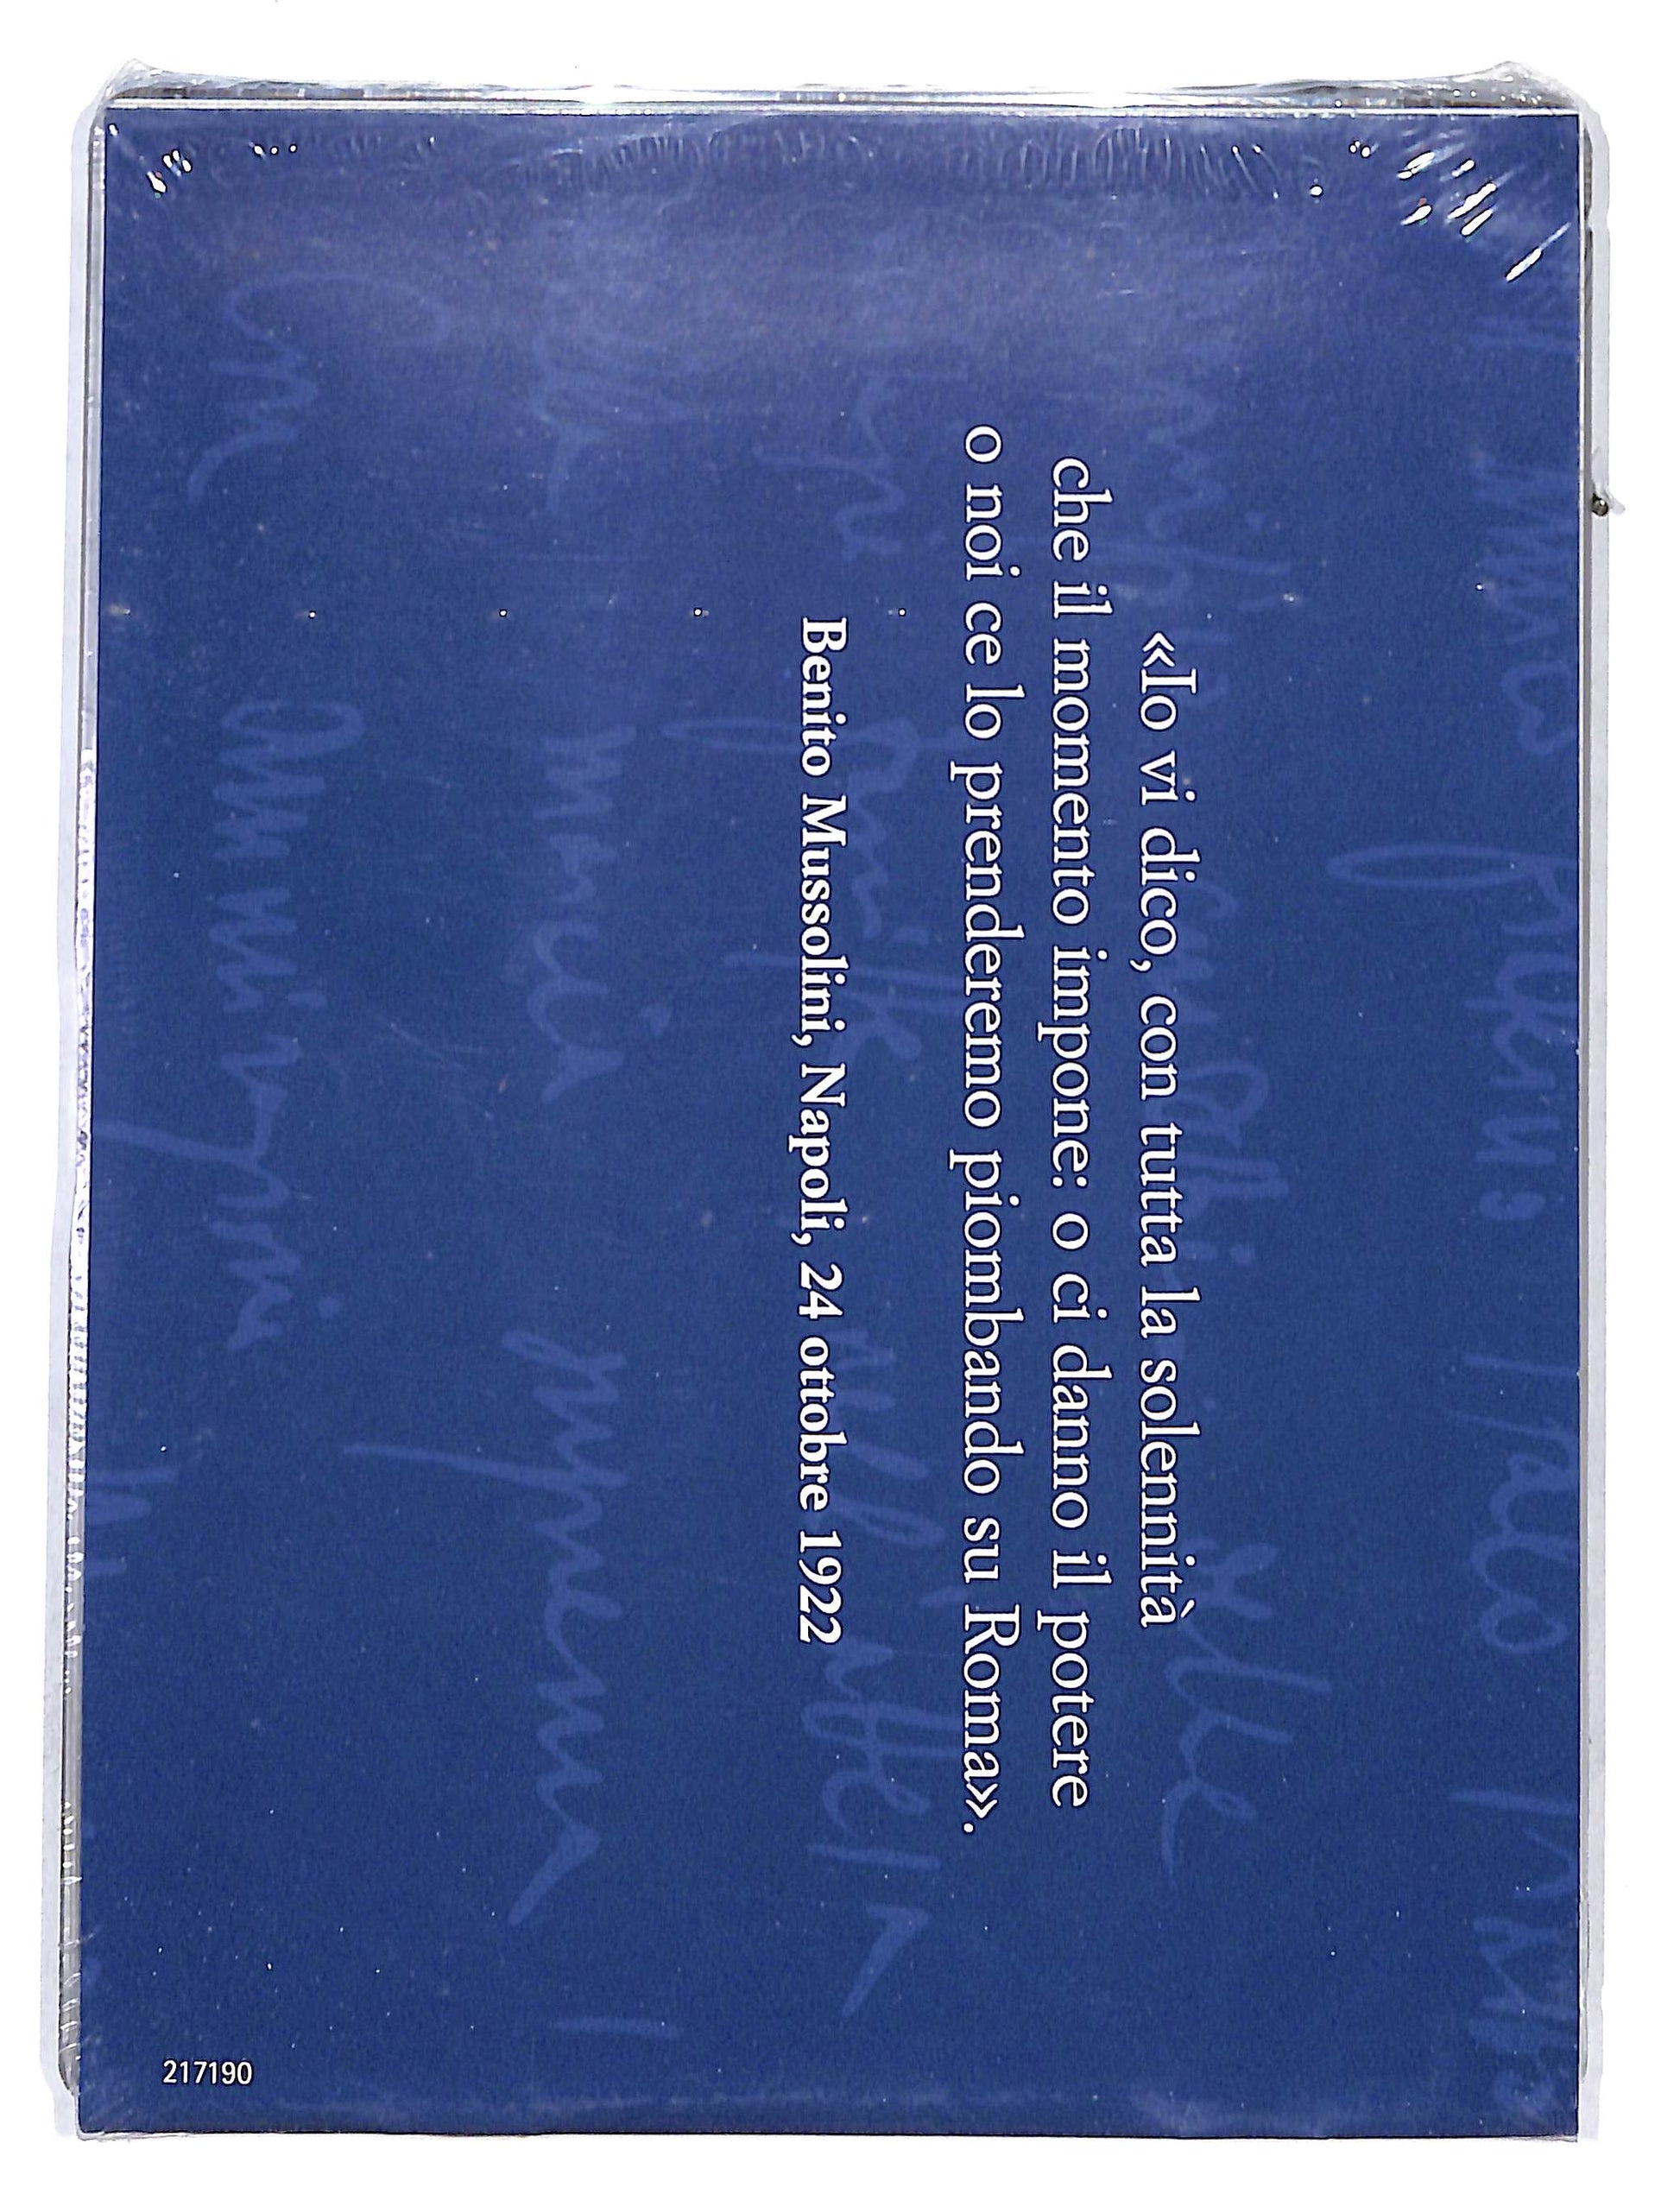 «Io vi dico, con tutta la solennità
che il momento impone: o ci danno il potere
o noi ce lo prenderemo piombando su Roma».
Benito Mussolini, Napoli, 24 ottobre 1922
217190